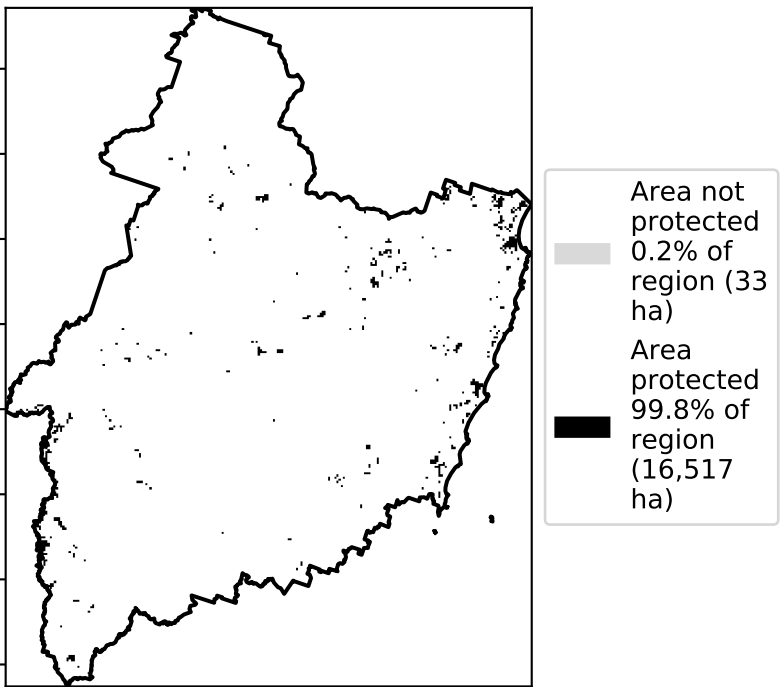 Area not
protected
0.2% of
region (33
ha)
Area
protected
99.8% of
region
(16,517
ha)